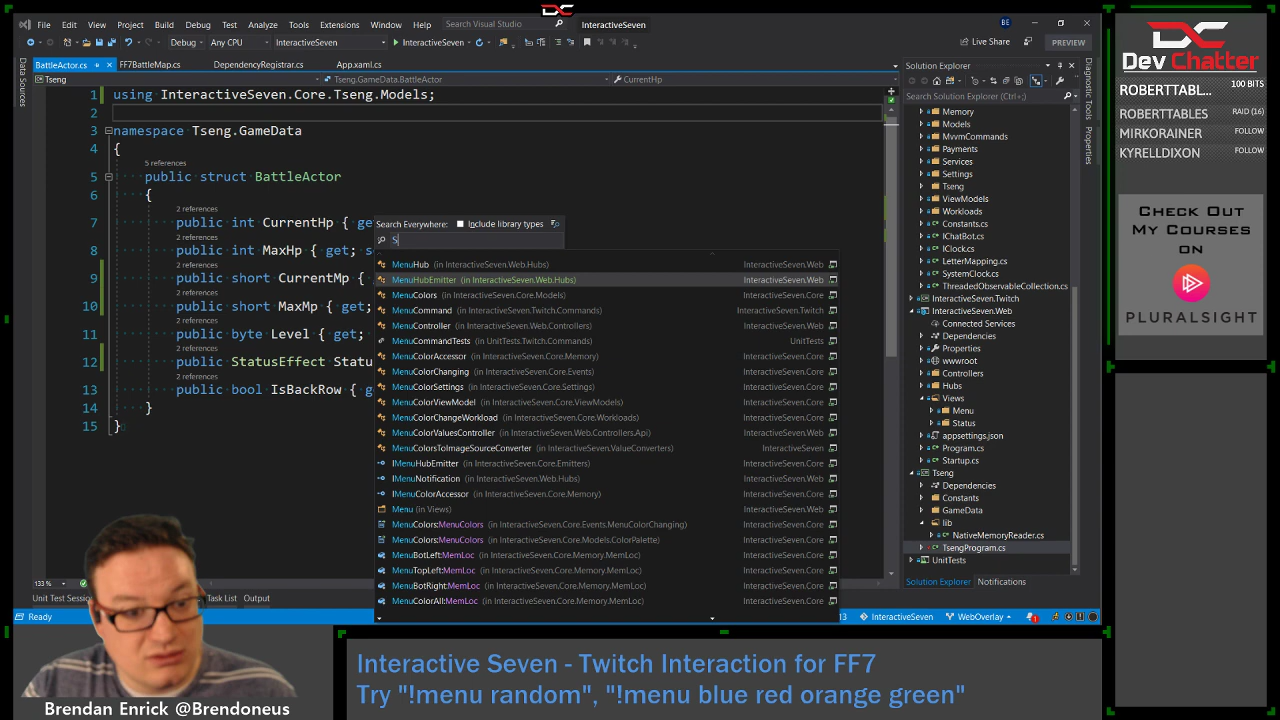 File Edit View Project Build Debug Test Analyze Tools Extensions Window Help Search Visual Studio InteractiveSeven BE
Debug Any CPU InteractiveSeven InteractiveSeven Live Share PREVIEW
BattleActor.cs FF7BattleMap.cs DependencyRegistrar.cs App.xaml.cs
Tseng Tseng.GameData.BattleActor CurrentHp
Data Sources
1 using InteractiveSeven.Core.Tseng.Models;
2
3 namespace Tseng.GameData
4 {
5 references
5 public struct BattleActor
6 {
2 references
7 public int CurrentHp { ge
2 references
8 public int MaxHp { get; s
2 references
9 public short CurrentMp {
2 references
10 public short MaxMp { get;
2 references
11 public byte Level { get;
2 references
12 public StatusEffect Statu
2 references
13 public bool IsBackRow { g
14 }
15 }
Search Everywhere: Include library types
S
MenuHub (in InteractiveSeven.Web.Hubs) InteractiveSeven.Web
MenuHubEmitter (in InteractiveSeven.Web.Hubs) InteractiveSeven.Web
MenuColors (in InteractiveSeven.Core.Models) InteractiveSeven.Core
MenuCommand (in InteractiveSeven.Twitch.Commands) InteractiveSeven.Twitch
MenuController (in InteractiveSeven.Web.Controllers) InteractiveSeven.Web
MenuCommandTests (in UnitTests.Twitch.Commands) UnitTests
MenuColorAccessor (in InteractiveSeven.Core.Memory) InteractiveSeven.Core
MenuColorChanging (in InteractiveSeven.Core.Events) InteractiveSeven.Core
MenuColorSettings (in InteractiveSeven.Core.Settings) InteractiveSeven.Core
MenuColorViewModel (in InteractiveSeven.Core.ViewModels) InteractiveSeven.Core
MenuColorChangeWorkload (in InteractiveSeven.Core.Workloads) InteractiveSeven.Core
MenuColorValuesController (in InteractiveSeven.Web.Controllers.Api) InteractiveSeven.Web
MenuColorsToImageSourceConverter (in InteractiveSeven.ValueConverters) InteractiveSeven
IMenuHubEmitter (in InteractiveSeven.Core.Emitters) InteractiveSeven.Core
IMenuNotification (in InteractiveSeven.Web.Hubs) InteractiveSeven.Web
IMenuColorAccessor (in InteractiveSeven.Core.Memory) InteractiveSeven.Core
Menu (in Views) InteractiveSeven.Web
MenuColors:MenuColors (in InteractiveSeven.Core.Events.MenuColorChanging) InteractiveSeven.Core
MenuColors:MenuColors (in InteractiveSeven.Core.Models.ColorPalette) InteractiveSeven.Core
MenuBotLeft:MemLoc (in InteractiveSeven.Core.Memory.MemLoc) InteractiveSeven.Core
MenuTopLeft:MemLoc (in InteractiveSeven.Core.Memory.MemLoc) InteractiveSeven.Core
MenuBotRight:MemLoc (in InteractiveSeven.Core.Memory.MemLoc) InteractiveSeven.Core
MenuColorAll:MemLoc (in InteractiveSeven.Core.Memory.MemLoc) InteractiveSeven.Core
133 %
Unit Test Sessi Task List Output
Ready 13 InteractiveSeven WebOverlay
Solution Explorer
Search Solution Explorer (Ctrl+;)
Memory
Models
MvvmCommands
Payments
Services
Settings
Tseng
ViewModels
Workloads
Constants.cs
IChatBot.cs
IClock.cs
LetterMapping.cs
SystemClock.cs
ThreadedObservableCollection.cs
InteractiveSeven.Twitch
InteractiveSeven.Web
Connected Services
Dependencies
Properties
wwwroot
Controllers
Hubs
Views
Menu
Status
appsettings.json
Program.cs
Startup.cs
Tseng
Dependencies
Constants
GameData
lib
NativeMemoryReader.cs
TsengProgram.cs
UnitTests
Solution Explorer Notifications
Diagnostic Tools
Properties
Dev Chatter
ROBERTTABL... 100 BITS
ROBERTTABLES RAID (16)
MIRKORAINER FOLLOW
KYRELLDIXON FOLLOW
CHECK OUT
MY COURSES
ON
PLURALSIGHT
Interactive Seven - Twitch Interaction for FF7
Try "!menu random", "!menu blue red orange green"
Brendan Enrick @Brendoneus